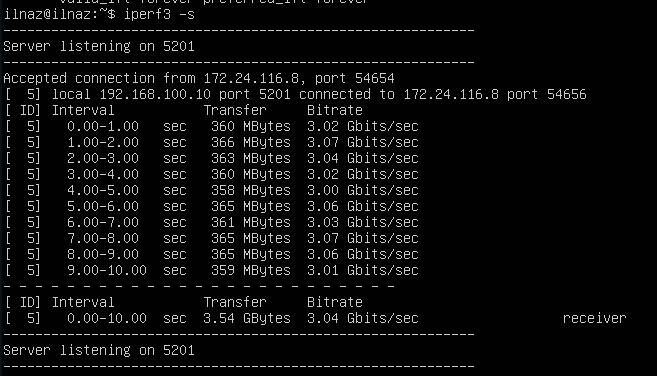 valid_lft forever preferred_lft forever
ilnaz@ilnaz:~$ iperf3 -s
-----------------------------------------------------------
Server listening on 5201
-----------------------------------------------------------
Accepted connection from 172.24.116.8, port 54654
[  5] local 192.168.100.10 port 5201 connected to 172.24.116.8 port 54656
[ ID] Interval           Transfer     Bitrate
[  5]   0.00-1.00   sec   360 MBytes  3.02 Gbits/sec
[  5]   1.00-2.00   sec   366 MBytes  3.07 Gbits/sec
[  5]   2.00-3.00   sec   363 MBytes  3.04 Gbits/sec
[  5]   3.00-4.00   sec   360 MBytes  3.02 Gbits/sec
[  5]   4.00-5.00   sec   358 MBytes  3.00 Gbits/sec
[  5]   5.00-6.00   sec   365 MBytes  3.06 Gbits/sec
[  5]   6.00-7.00   sec   361 MBytes  3.03 Gbits/sec
[  5]   7.00-8.00   sec   365 MBytes  3.07 Gbits/sec
[  5]   8.00-9.00   sec   365 MBytes  3.06 Gbits/sec
[  5]   9.00-10.00  sec   359 MBytes  3.01 Gbits/sec
- - - - - - - - - - - - - - - - - - - - - - - - -
[ ID] Interval           Transfer     Bitrate
[  5]   0.00-10.00  sec  3.54 GBytes  3.04 Gbits/sec                  receiver
-----------------------------------------------------------
Server listening on 5201
-----------------------------------------------------------